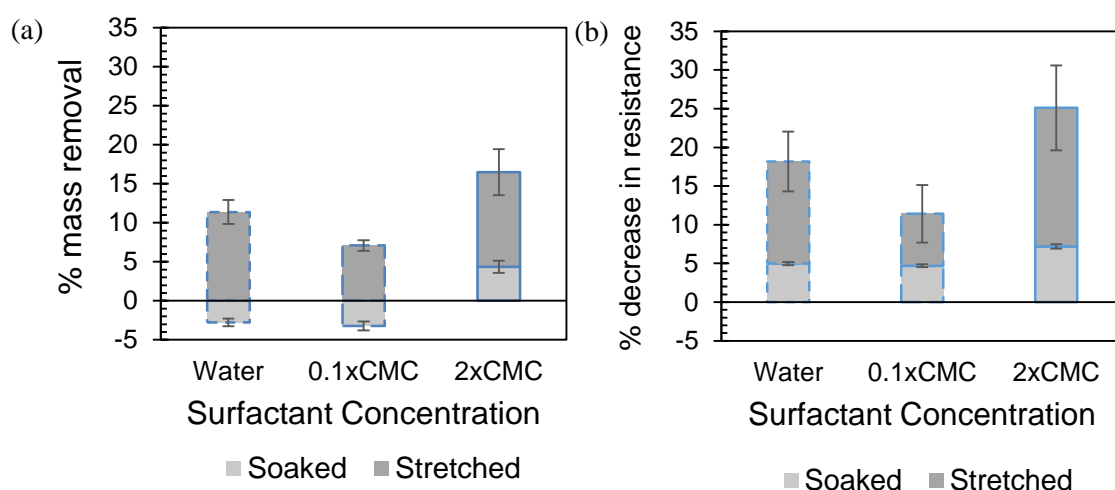 (a)
% mass removal
35
30
25
20
15
10
5
0
-5
Water 0.1xCMC 2xCMC
Surfactant Concentration
Soaked Stretched
(b)
% decrease in resistance
35
30
25
20
15
10
5
0
-5
Water 0.1xCMC 2xCMC
Surfactant Concentration
Soaked Stretched